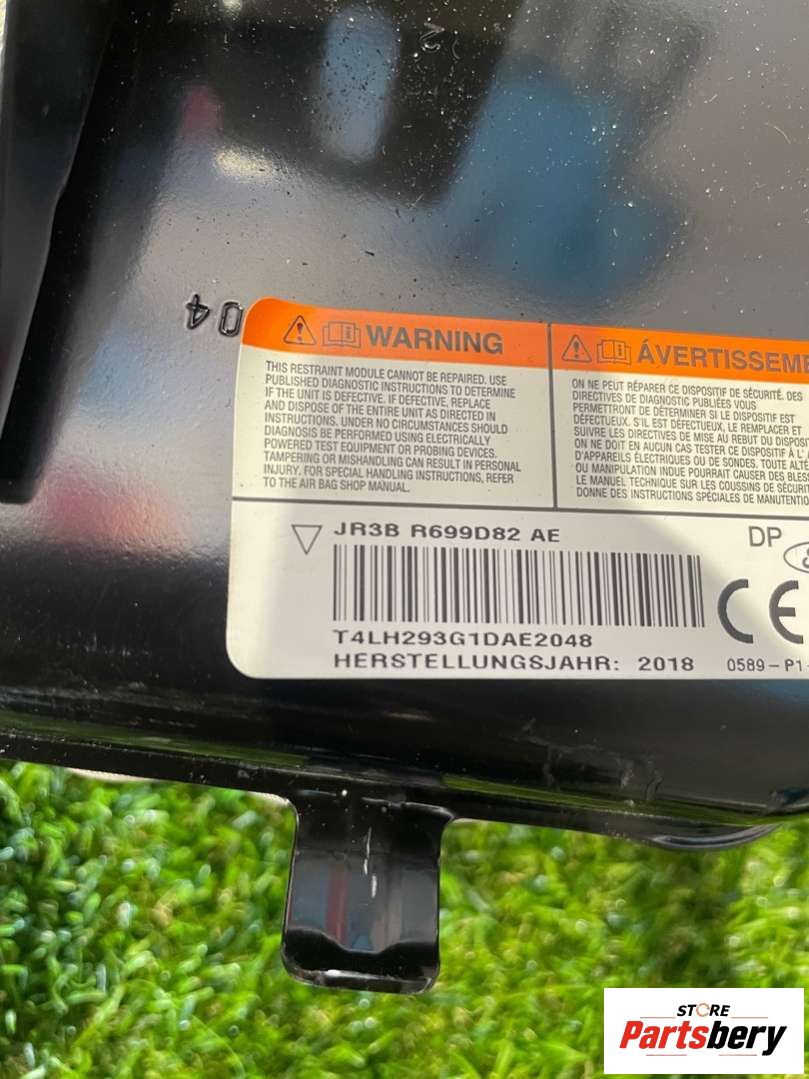 2
04
WARNING
THIS RESTRAINT MODULE CANNOT BE REPAIRED. USE
PUBLISHED DIAGNOSTIC INSTRUCTIONS TO DETERMINE
IF THE UNIT IS DEFECTIVE. IF DEFECTIVE, REPLACE
AND DISPOSE OF THE ENTIRE UNIT AS DIRECTED IN
INSTRUCTIONS. UNDER NO CIRCUMSTANCES SHOULD
DIAGNOSIS BE PERFORMED USING ELECTRICALLY
POWERED TEST EQUIPMENT OR PROBING DEVICES.
TAMPERING OR MISHANDLING CAN RESULT IN PERSONAL
INJURY. FOR SPECIAL HANDLING INSTRUCTIONS, REFER
TO THE AIR BAG SHOP MANUAL.
ÁVERTISSEME
ON NE PEUT RÉPARER CE DISPOSITIF DE SÉCURITÉ. DES
DIRECTIVES DE DIAGNOSTIC PUBLIÉES VOUS
PERMETTRONT DE DÉTERMINER SI LE DISPOSITIF EST
DÉFECTUEUX. S'IL EST DÉFECTUEUX, LE REMPLACER ET
SUIVRE LES DIRECTIVES DE MISE AU REBUT DU DISPOSI
ON NE DOIT EN AUCUN CAS TESTER CE DISPOSITIF À L'
D'APPAREILS ÉLECTRIQUES OU DE SONDES. TOUTE ALTÉ
OU MANIPULATION INDUE POURRAIT CAUSER DES BLESS
LE MANUEL TECHNIQUE SUR LES COUSSINS DE SÉCURIT
DONNE DES INSTRUCTIONS SPÉCIALES DE MANUTENTIO
JR3B R699D82 AE
DP
T4LH293G1DAE2048
CE
HERSTELLUNGSJAHR: 2018
0589-P1-
STORE
Partsbery